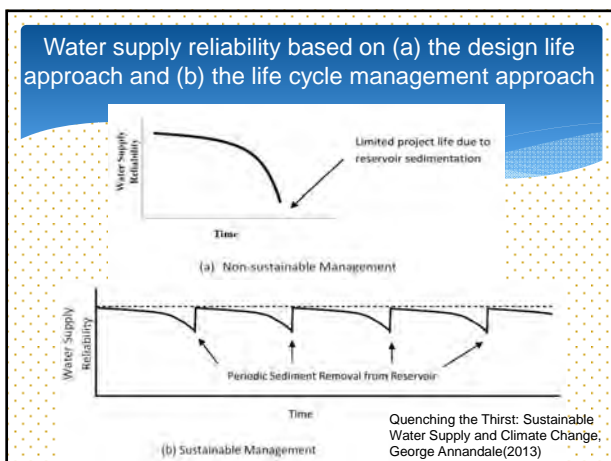 Water supply reliability based on (a) the design life
approach and (b) the life cycle management approach
Water Supply
Reliability
Limited project life due to
reservoir sedimentation
Time
(a) Non-sustainable Management
Water Supply
Reliability
Periodic Sediment Removal from Reservoir
Time
(b) Sustainable Management
Quenching the Thirst: Sustainable
Water Supply and Climate Change,
George Annandale(2013)